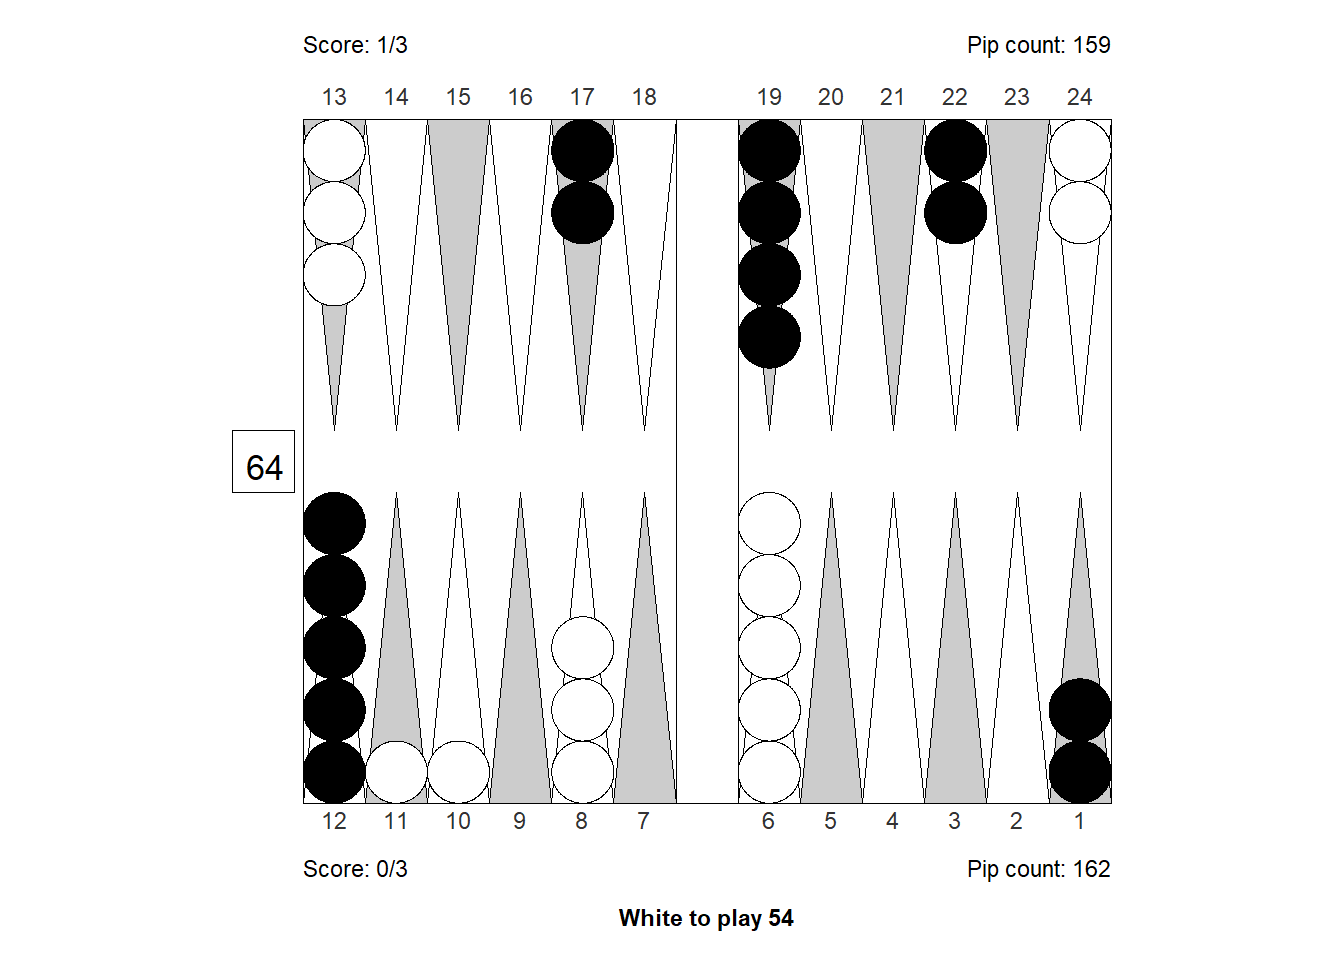 Score: 1/3 Pip count: 159
13 14 15 16 17 18 19 20 21 22 23 24
64
12 11 10 9 8 7 6 5 4 3 2 1
Score: 0/3 Pip count: 162
White to play 54